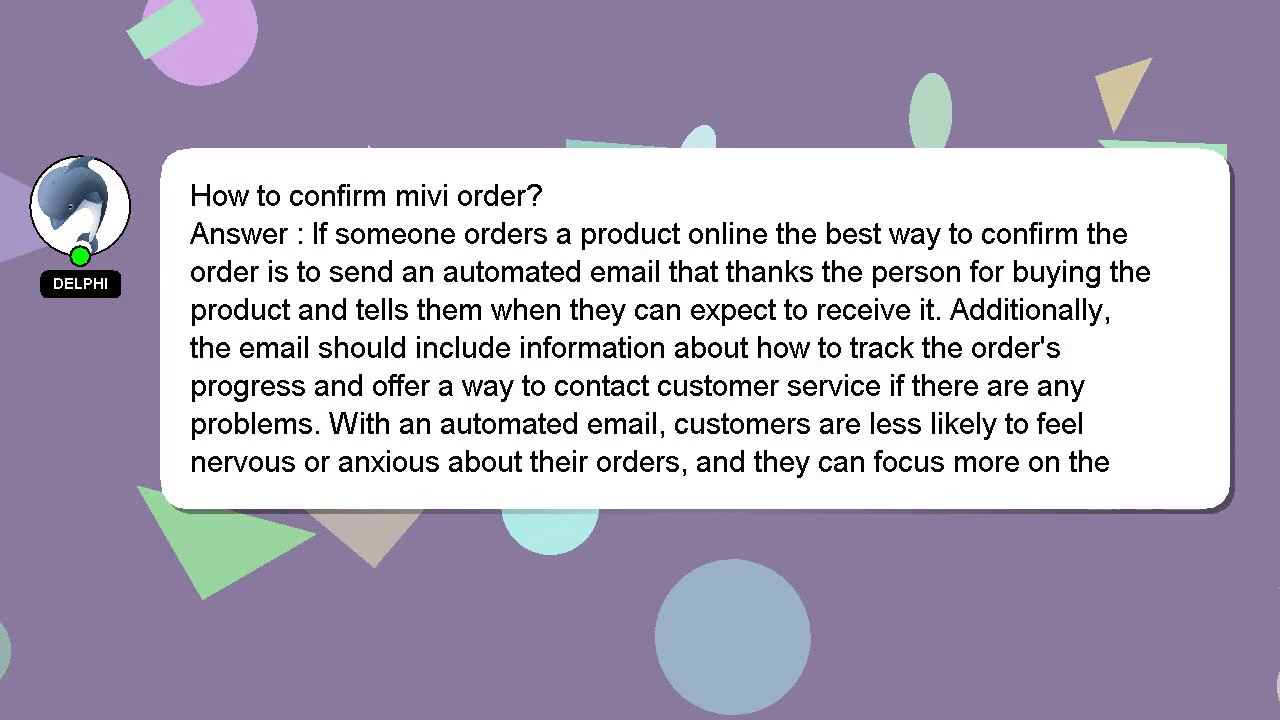 How to confirm mivi order?
Answer : If someone orders a product online the best way to confirm the
order is to send an automated email that thanks the person for buying the
product and tells them when they can expect to receive it. Additionally,
the email should include information about how to track the order's
progress and offer a way to contact customer service if there are any
problems. With an automated email, customers are less likely to feel
nervous or anxious about their orders, and they can focus more on the
DELPHI